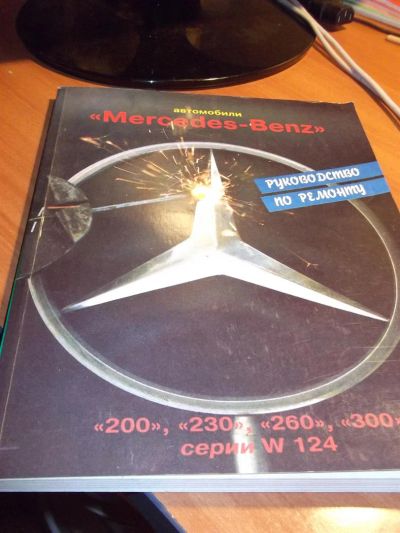 автомобили
«Mercedes-Benz»
РУКОВОДСТВО
ПО РЕМОНТУ
«200», «230», «260», «300»
серии W 124